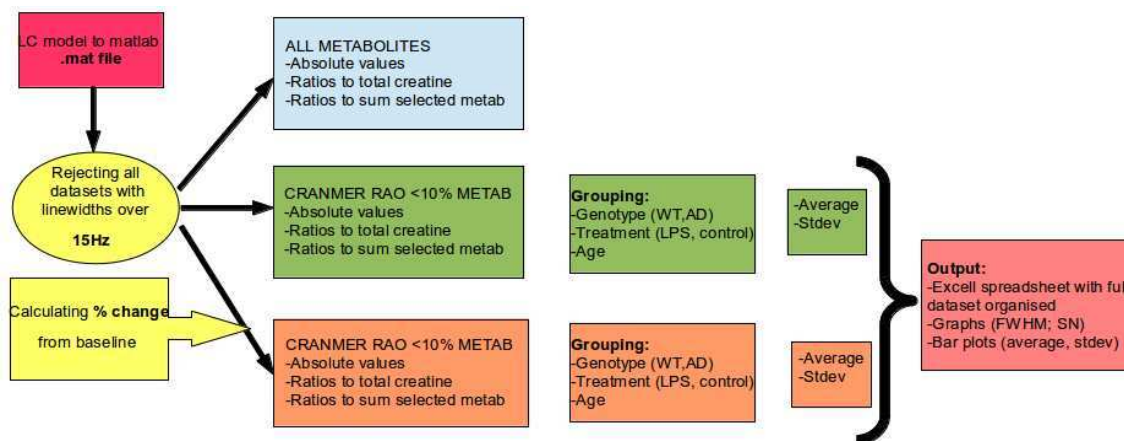 LC model to matlab
.mat file
Rejecting all
datasets with
linewidths over
15Hz
Calculating % change
from baseline
ALL METABOLITES
-Absolute values
-Ratios to total creatine
-Ratios to sum selected metab
CRANMER RAO <10% METAB
-Absolute values
-Ratios to total creatine
-Ratios to sum selected metab
Grouping:
-Genotype (WT,AD)
-Treatment (LPS, control)
-Age
-Average
-Stdev
CRANMER RAO <10% METAB
-Absolute values
-Ratios to total creatine
-Ratios to sum selected metab
Grouping:
-Genotype (WT,AD)
-Treatment (LPS, control)
-Age
-Average
-Stdev
Output:
-Excell spreadsheet with full
dataset organised
-Graphs (FWHM; SN)
-Bar plots (average, stdev)